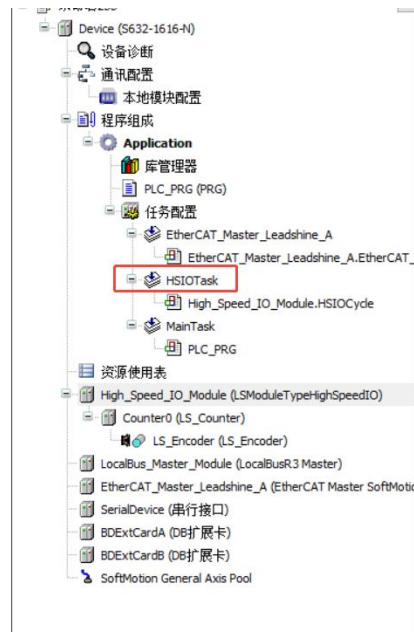 Device (S632-1616-N)
设备诊断
通讯配置
本地模块配置
程序组成
Application
库管理器
PLC_PRG (PRG)
任务配置
EtherCAT_Master_Leadshine_A
EtherCAT_Master_Leadshine_A.EtherCAT_
HSIOTask
High_Speed_IO_Module.HSIOCycle
MainTask
PLC_PRG
资源使用表
High_Speed_IO_Module (LSModuleTypeHighSpeedIO)
Counter0 (LS_Counter)
LS_Encoder (LS_Encoder)
LocalBus_Master_Module (LocalBusR3 Master)
EtherCAT_Master_Leadshine_A (EtherCAT Master SoftMotio
SerialDevice (串行接口)
BDExtCardA (DB扩展卡)
BDExtCardB (DB扩展卡)
SoftMotion General Axis Pool